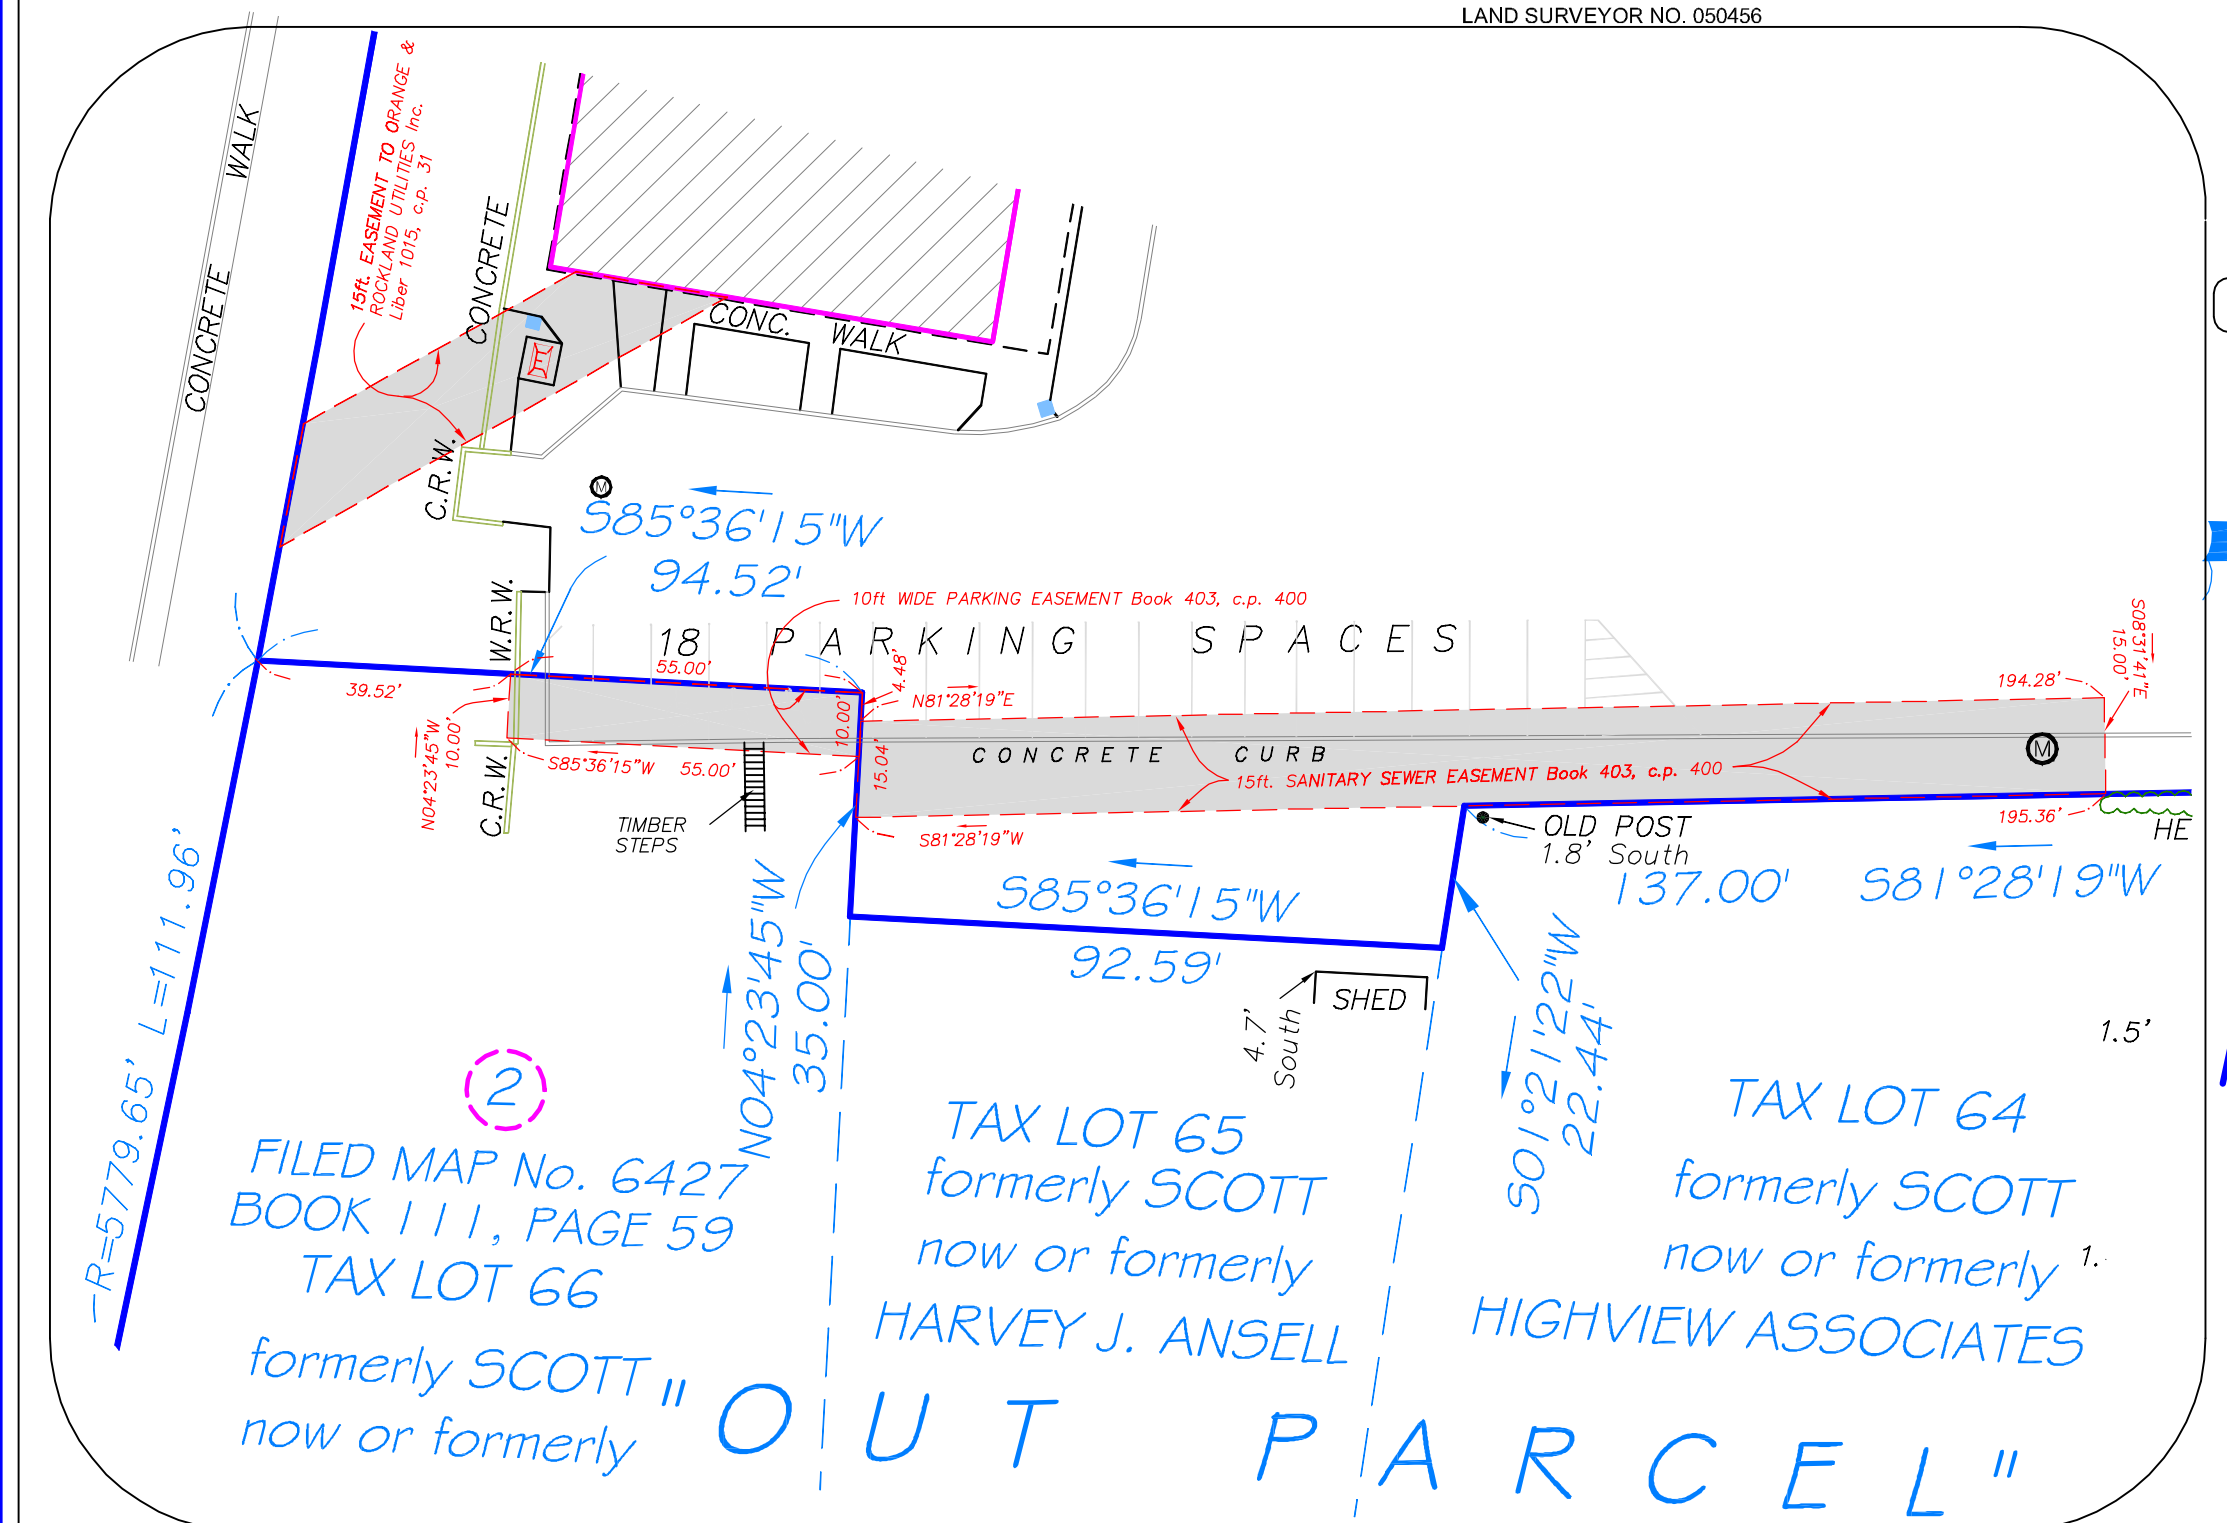 LAND SURVEYOR NO. 050456
CONCRETE WALK
15ft. EASEMENT TO ORANGE &
ROCKLAND UTILITIES Inc.
Liber 1015, c.p. 31
CONCRETE
CONC. WALK
C.R.W.
M
S85°36'15"W
94.52'
10ft WIDE PARKING EASEMENT Book 403, c.p. 400
18 PARKING SPACES
W.R.W.
39.52'
55.00'
4.48'
N81°28'19"E
194.28'
S08°31'41"E
15.00'
N04°23'45"W
10.00'
10.00'
15.04'
S85°36'15"W 55.00'
C.R.W.
CONCRETE CURB
15ft. SANITARY SEWER EASEMENT Book 403, c.p. 400
M
TIMBER
STEPS
S81°28'19"W
195.36'
OLD POST
1.8' South
HE
137.00' S81°28'19"W
S85°36'15"W
92.59'
N04°23'45"W
35.00'
S01°21'22"W
22.44'
4.7'
South
SHED
1.5'
R=5779.65' L=111.96'
2
FILED MAP No. 6427
BOOK 111, PAGE 59
TAX LOT 66
formerly SCOTT
now or formerly
TAX LOT 65
formerly SCOTT
now or formerly
HARVEY J. ANSELL
TAX LOT 64
formerly SCOTT
now or formerly
HIGHVIEW ASSOCIATES
1.
"OUT PARCEL"